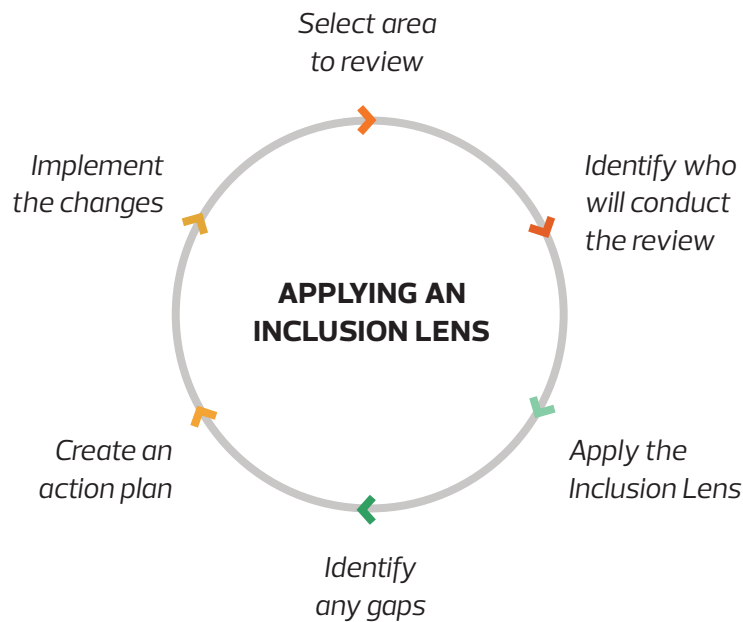 Select area
to review
Identify who
will conduct
the review
Apply the
Inclusion Lens
Identify
any gaps
Create an
action plan
Implement
the changes
APPLYING AN
INCLUSION LENS